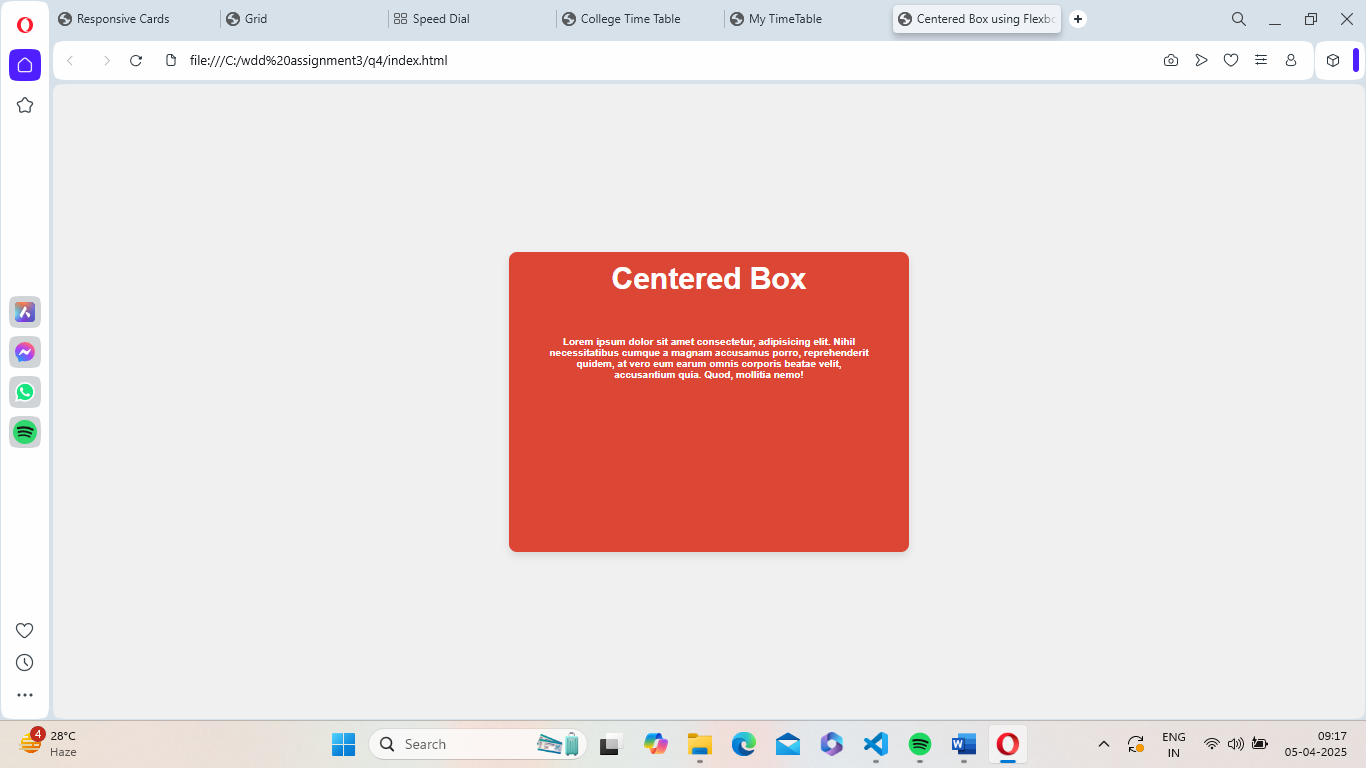 Responsive Cards
Grid
Speed Dial
College Time Table
My TimeTable
Centered Box using Flexbo
file:///C:/wdd%20assignment3/q4/index.html
Centered Box
Lorem ipsum dolor sit amet consectetur, adipisicing elit. Nihil
necessitatibus cumque a magnam accusamus porro, reprehenderit
quidem, at vero eum earum omnis corporis beatae velit,
accusantium quia. Quod, mollitia nemo!
4
28°C
Haze
Search
ENG
IN
09:17
05-04-2025